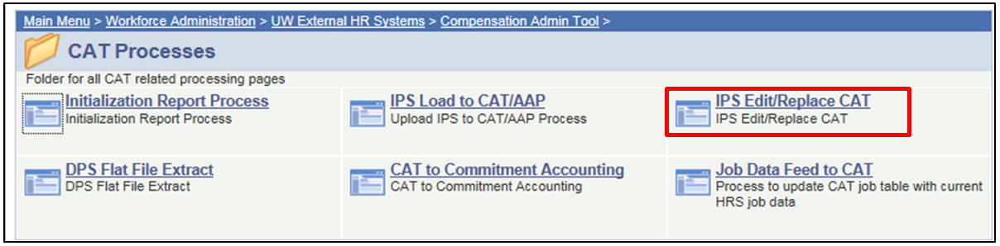 Main Menu > Workforce Administration > UW External HR Systems > Compensation Admin Tool >
CAT Processes
Folder for all CAT related processing pages
Initialization Report Process
Initialization Report Process
IPS Load to CAT/AAP
Upload IPS to CAT/AAP Process
IPS Edit/Replace CAT
IPS Edit/Replace CAT
DPS Flat File Extract
DPS Flat File Extract
CAT to Commitment Accounting
CAT to Commitment Accounting
Job Data Feed to CAT
Process to update CAT job table with current
HRS job data